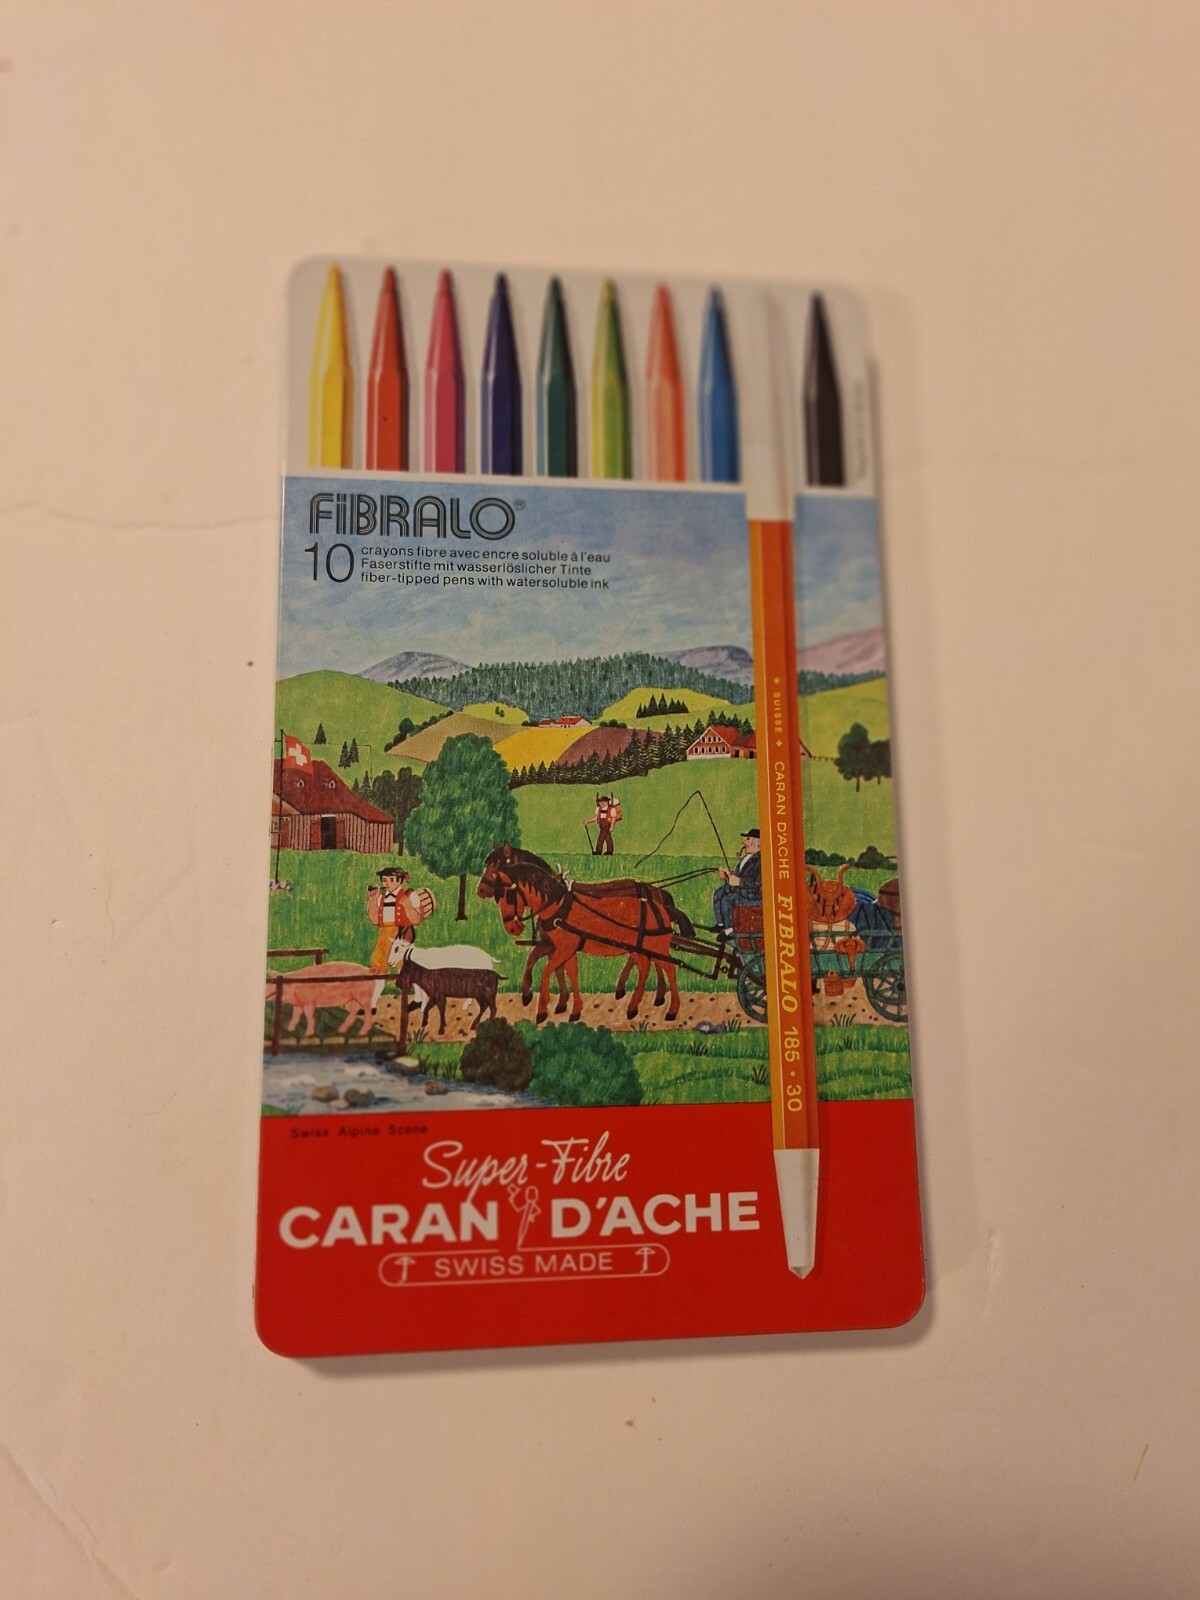 FiBRALO®
10
crayons fibre avec encre soluble à l'eau
Faserstifte mit wasserlöslicher Tinte
fiber-tipped pens with watersoluble ink
SUISSE + CARAN D'ACHE FIBRALO 185 · 30
Swiss Alpine Scene
Super-Fibre
CARAN D'ACHE
SWISS MADE